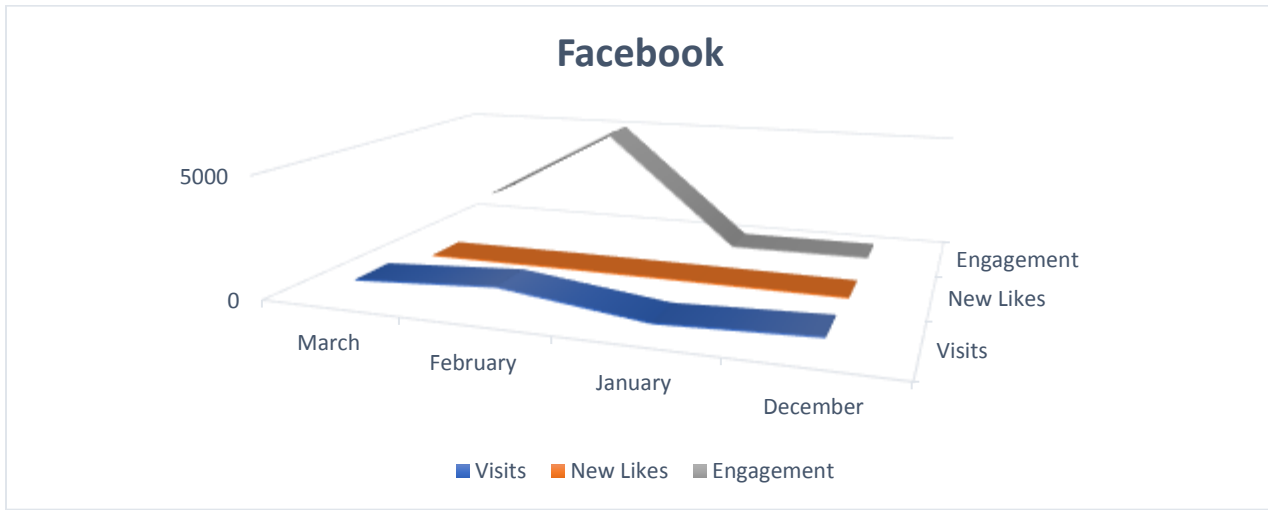 Facebook
5000
0
Engagement
New Likes
Visits
March
February
January
December
Visits New Likes Engagement